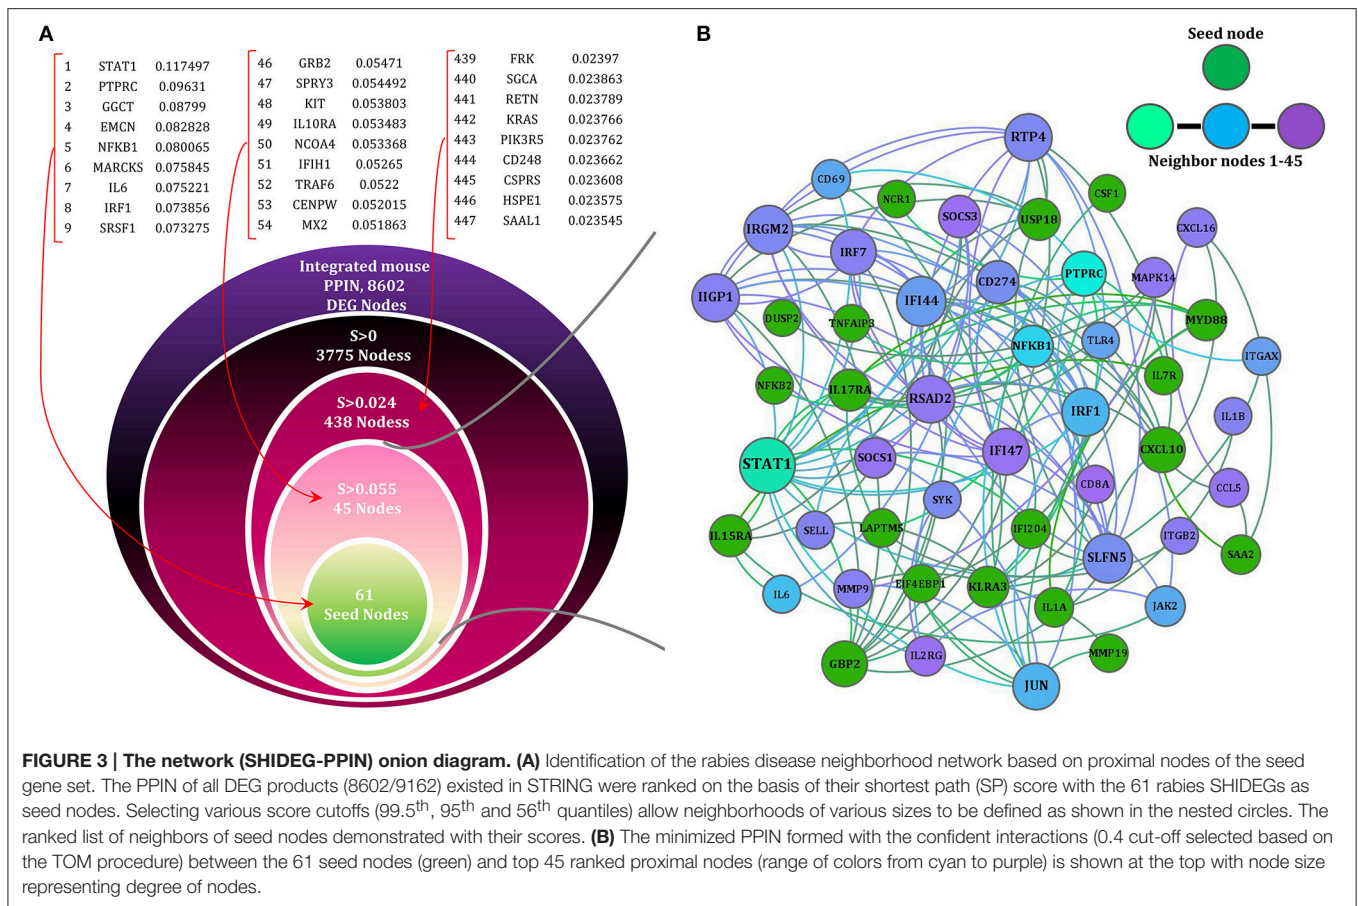 A
1 STAT1 0.117497
2 PTPRC 0.09631
3 GGCT 0.08799
4 EMCN 0.082828
5 NFKB1 0.080065
6 MARCKS 0.075845
7 IL6 0.075221
8 IRF1 0.073856
9 SRSF1 0.073275
46 GRB2 0.05471
47 SPRY3 0.054492
48 KIT 0.053803
49 IL10RA 0.053483
50 NCOA4 0.053368
51 IFIH1 0.05265
52 TRAF6 0.0522
53 CENPW 0.052015
54 MX2 0.051863
439 FRK 0.02397
440 SGCA 0.023863
441 RETN 0.023789
442 KRAS 0.023766
443 PIK3R5 0.023762
444 CD248 0.023662
445 CSPRS 0.023608
446 HSPE1 0.023575
447 SAAL1 0.023545
Integrated mouse
PPIN, 8602
DEG Nodes
S>0
3775 Nodess
S>0.024
438 Nodess
S>0.055
45 Nodes
61
Seed Nodes
B
Seed node
Neighbor nodes 1-45
RTP4
CD69
NCR1
CSF1
SOCS3
USP18
CXCL16
IRGM2
IRF7
PTPRC
MAPK14
CD274
IIGP1
IFI44
DUSP2
TNFAIP3
MYD88
NFKB1
TLR4
ITGAX
NFKB2
IL17RA
IL7R
RSAD2
IRF1
IL1B
STAT1
SOCS1
IFI47
CXCL10
CD8A
CCL5
SYK
IL15RA
SELL
LAPTM5
IFI204
ITGB2
SLFN5
SAA2
IL6
MMP9
EIF4EBP1
KLRA3
IL1A
JAK2
GBP2
IL2RG
MMP19
JUN
FIGURE 3 | The network (SHIDEG-PPIN) onion diagram. (A) Identification of the rabies disease neighborhood network based on proximal nodes of the seed
gene set. The PPIN of all DEG products (8602/9162) existed in STRING were ranked on the basis of their shortest path (SP) score with the 61 rabies SHIDEGs as
seed nodes. Selecting various score cutoffs (99.5th, 95th and 56th quantiles) allow neighborhoods of various sizes to be defined as shown in the nested circles. The
ranked list of neighbors of seed nodes demonstrated with their scores. (B) The minimized PPIN formed with the confident interactions (0.4 cut-off selected based on
the TOM procedure) between the 61 seed nodes (green) and top 45 ranked proximal nodes (range of colors from cyan to purple) is shown at the top with node size
representing degree of nodes.